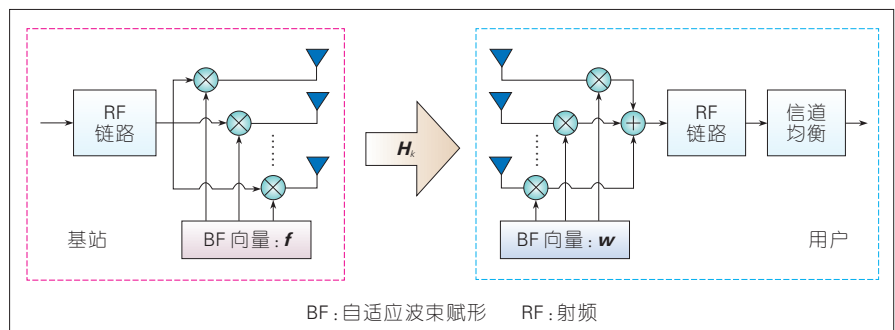 RF
链路
基站
BF 向量:f
H_k
BF 向量:w
RF
链路
信道
均衡
用户
BF:自适应波束赋形 RF:射频